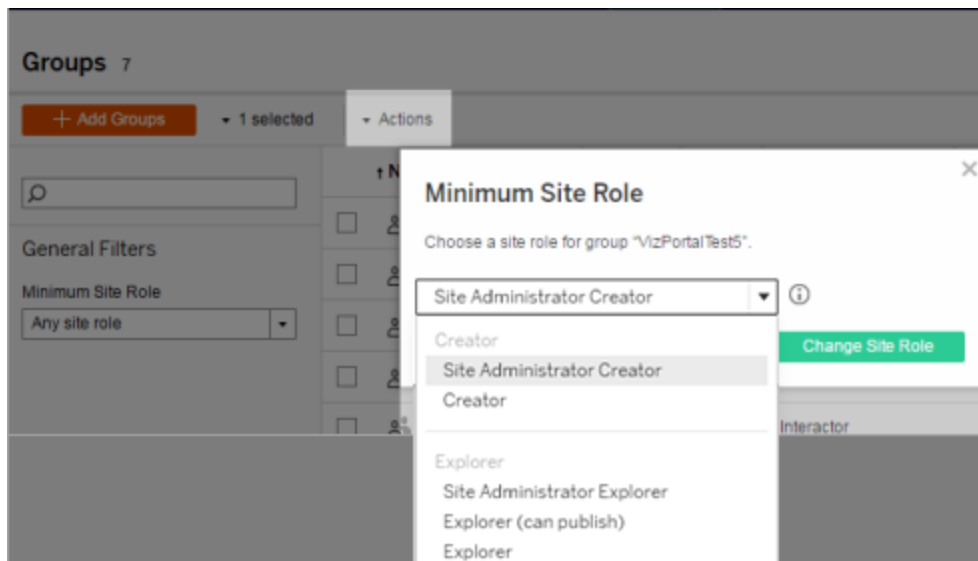 Groups 7
+ Add Groups
1 selected
Actions
↑ N
General Filters
Minimum Site Role
Any site role
Minimum Site Role
Choose a site role for group "VizPortalTest5".
Site Administrator Creator
Change Site Role
Creator
Site Administrator Creator
Creator
Interactor
Explorer
Site Administrator Explorer
Explorer (can publish)
Explorer